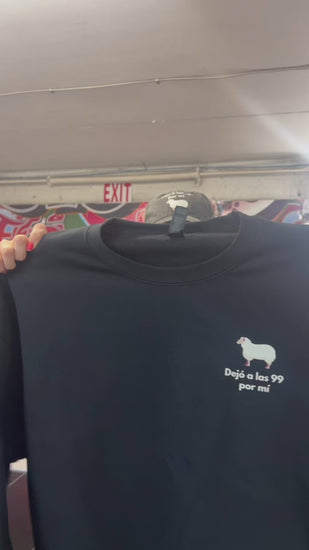 EXIT
Dejó a las 99
por mí